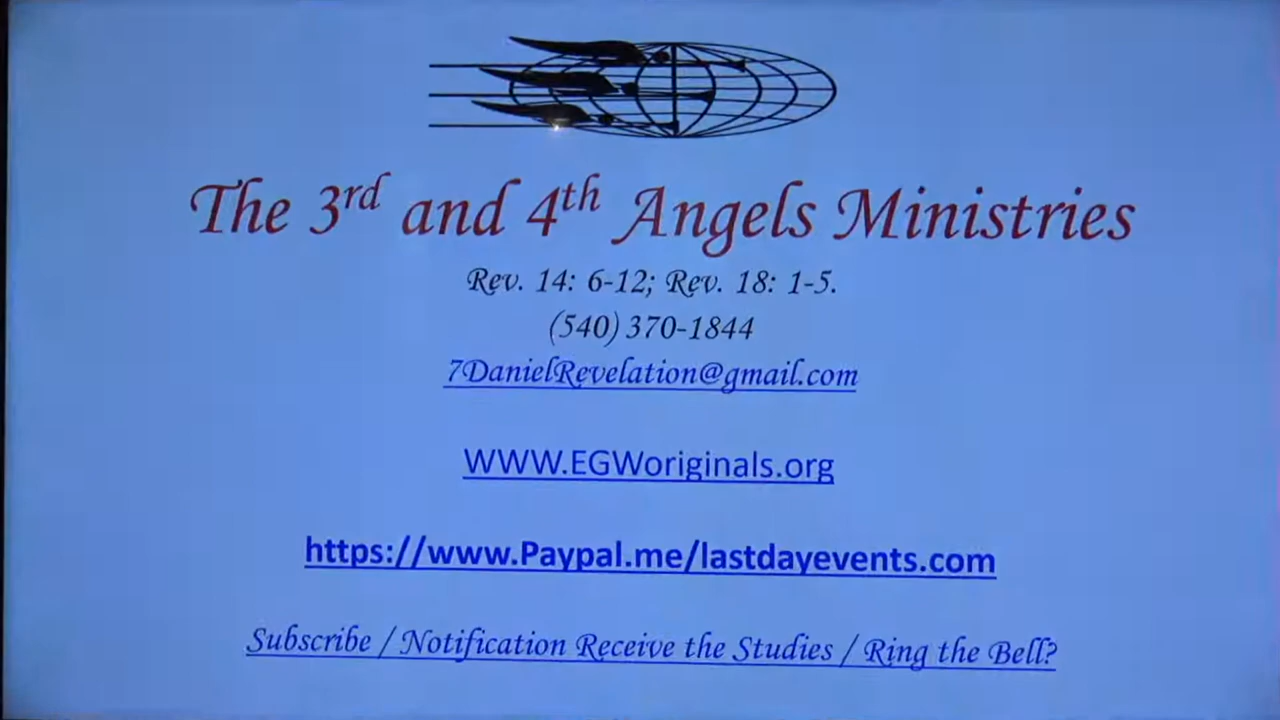 The 3rd and 4th Angels Ministries
Rev. 14: 6-12; Rev. 18: 1-5.
(540) 370-1844
7DanielRevelation@gmail.com
WWW.EGWoriginals.org
https://www.Paypal.me/lastdayevents.com
Subscribe / Notification Receive the Studies / Ring the Bell?